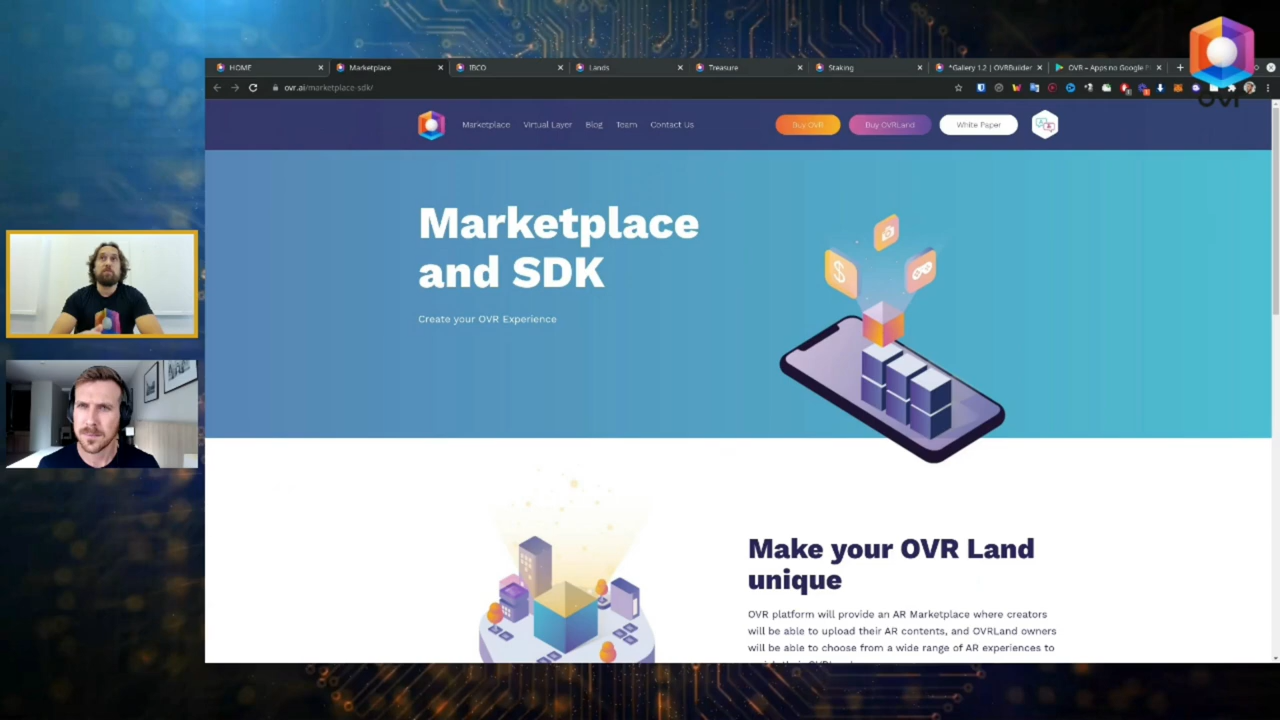 HOME
Marketplace
IBCO
Lands
Treasure
Staking
*Gallery 1.2 | OVRBuilder
OVR – Apps no Google P
ovr.ai/marketplace-sdk/
Marketplace
Virtual Layer
Blog
Team
Contact Us
Buy OVR
Buy OVRLand
White Paper
ovr
Marketplace
and SDK
Create your OVR Experience
Make your OVR Land
unique
OVR platform will provide an AR Marketplace where creators
will be able to upload their AR contents, and OVRLand owners
will be able to choose from a wide range of AR experiences to